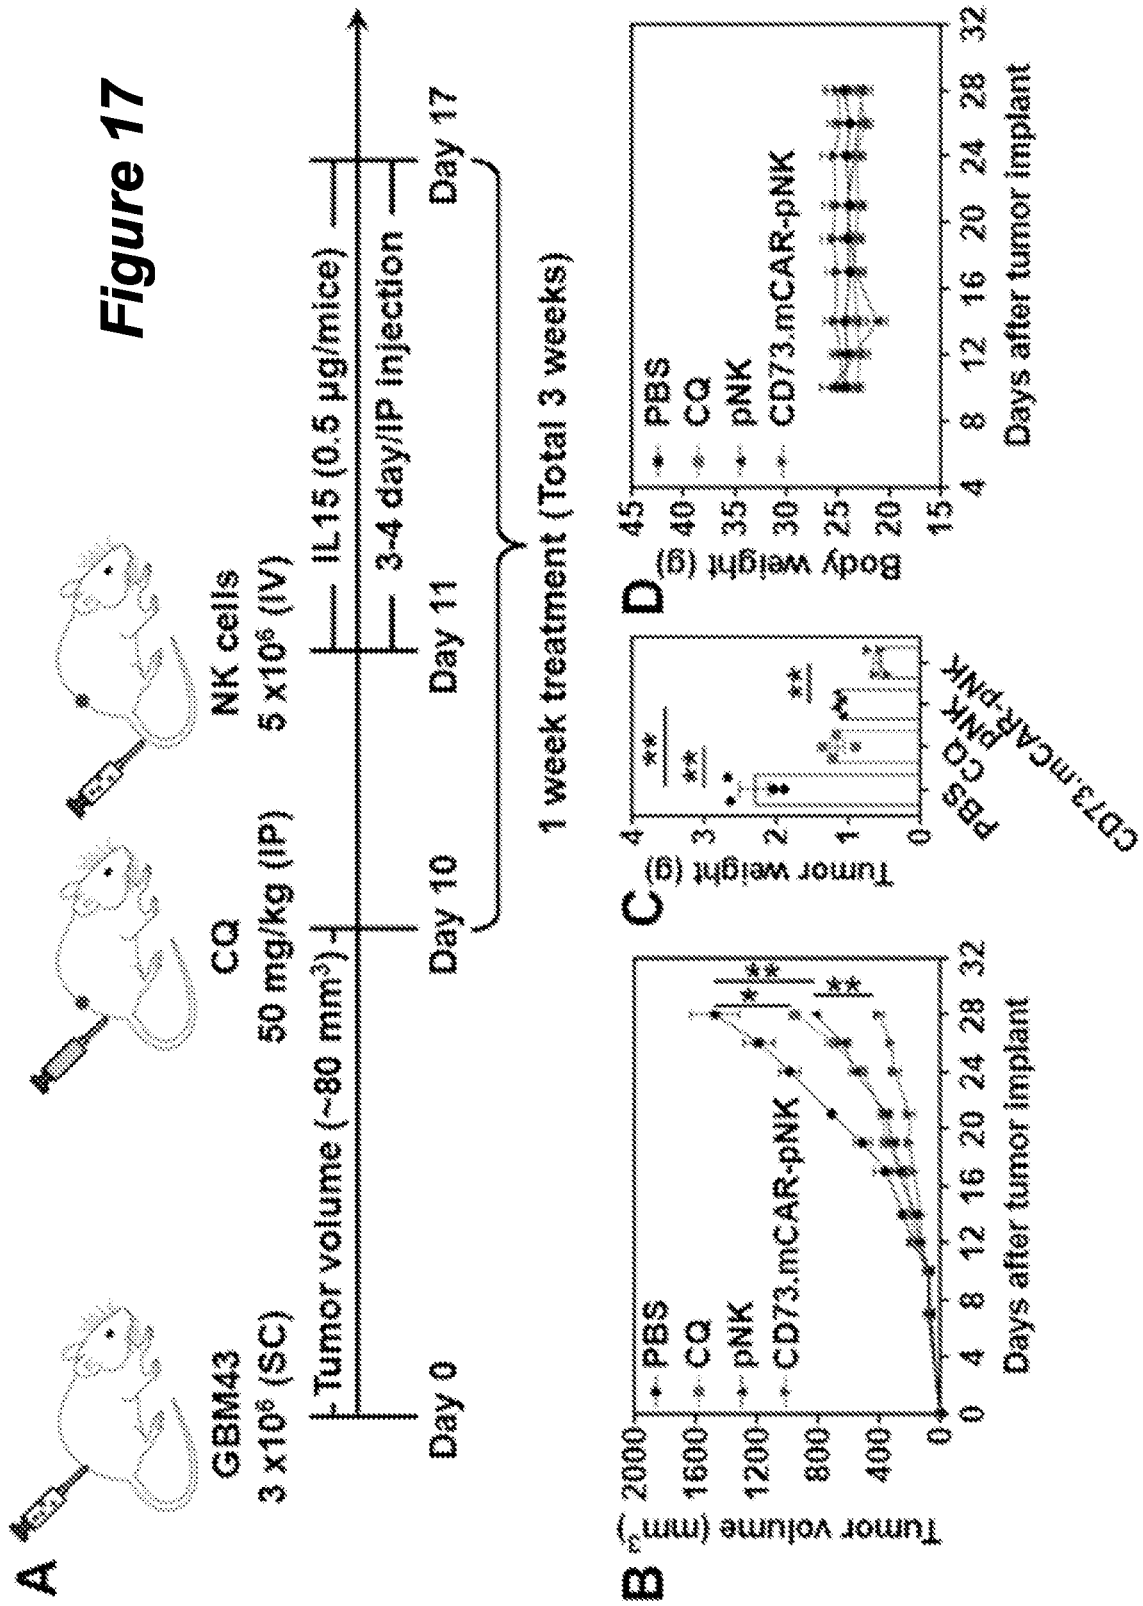 Figure 17
A
GBM43
3 x10⁶ (SC)
CQ
50 mg/kg (IP)
NK cells
5 x10⁶ (IV)
Tumor volume (~80 mm³)
IL15 (0.5 µg/mice)
3-4 day/IP injection
Day 0
Day 10
Day 11
Day 17
1 week treatment (Total 3 weeks)
B
Tumor volume (mm³)
2000
1600
1200
800
400
0
PBS
CQ
pNK
CD73.mCAR-pNK
*
**
**
0 4 8 12 16 20 24 28 32
Days after tumor implant
C
Tumor weight (g)
4
3
2
1
0
**
**
**
PBS
CQ
pNK
CD73.mCAR-pNK
D
Body weight (g)
45
40
35
30
25
20
15
PBS
CQ
pNK
CD73.mCAR-pNK
4 8 12 16 20 24 28 32
Days after tumor implant